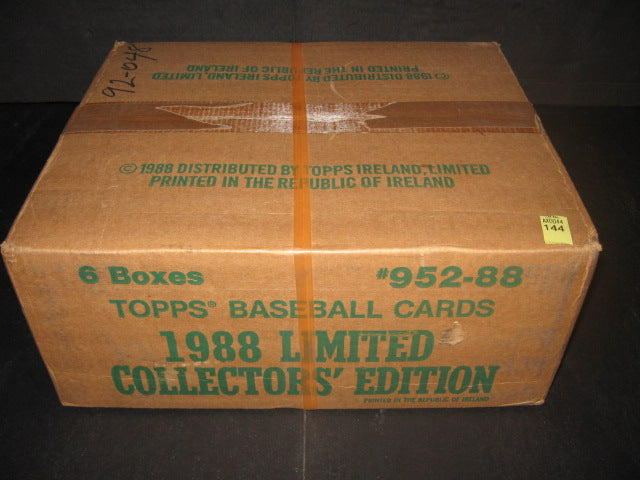 92-048
© 1988 DISTRIBUTED BY TOPPS IRELAND, LIMITED
PRINTED IN THE REPUBLIC OF IRELAND
© 1988 DISTRIBUTED BY TOPPS IRELAND, LIMITED
PRINTED IN THE REPUBLIC OF IRELAND
144
6 Boxes #952-88
TOPPS® BASEBALL CARDS
1988 LIMITED
COLLECTORS' EDITION
PRINTED IN THE REPUBLIC OF IRELAND